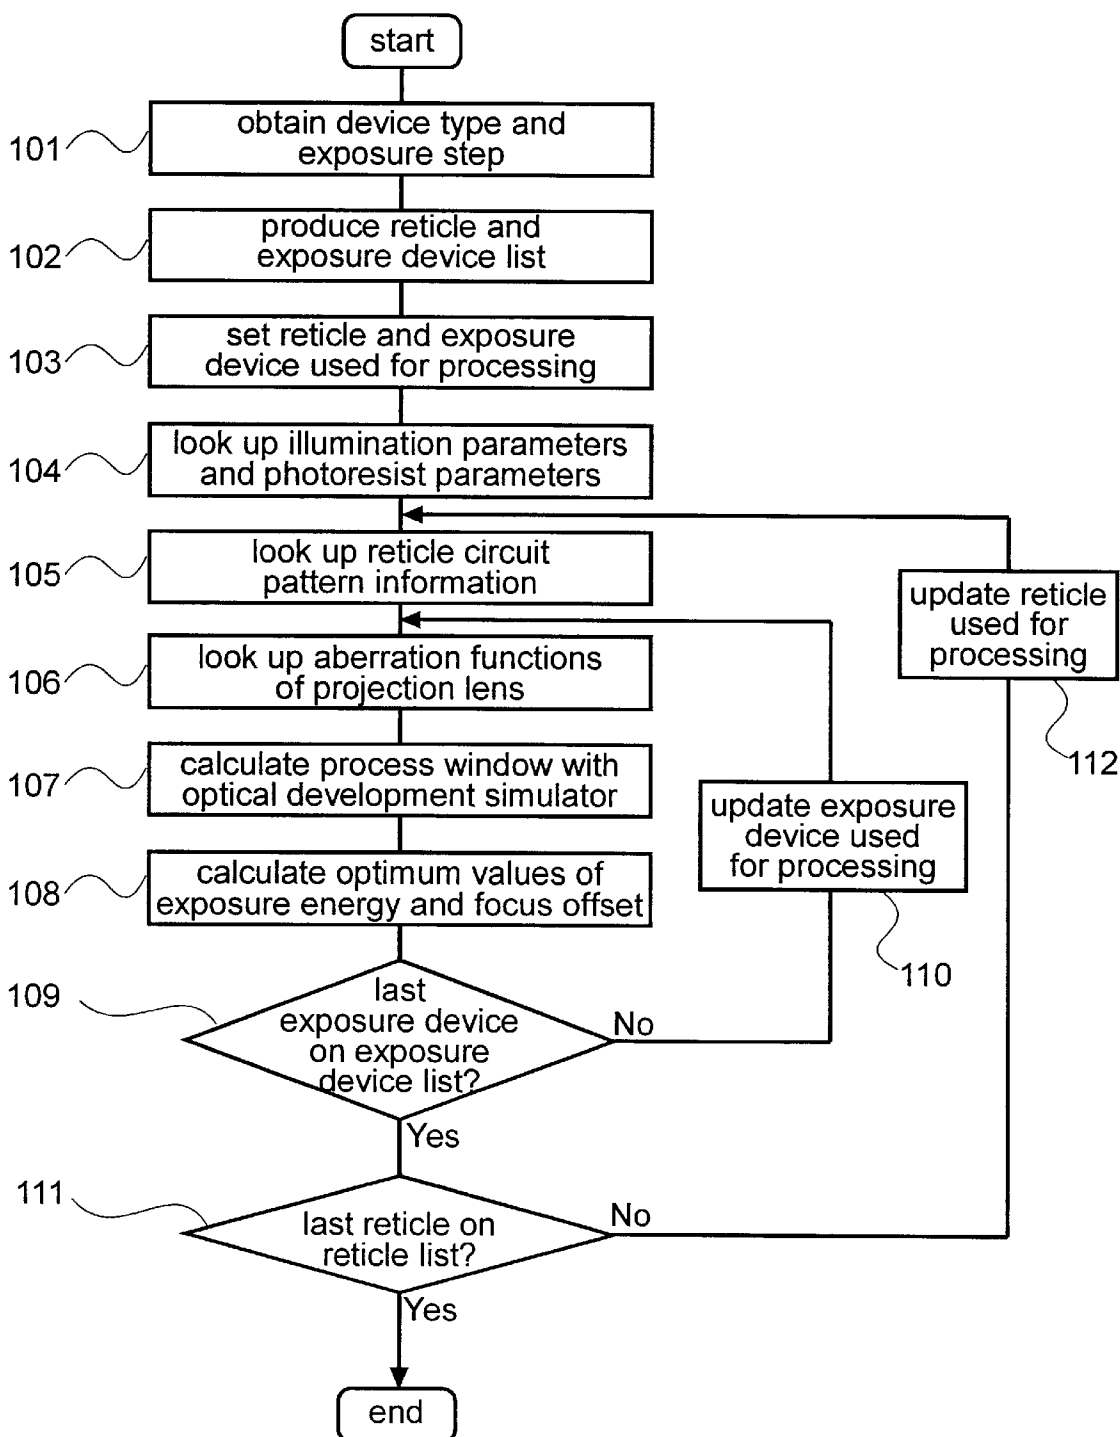 start
101
obtain device type and
exposure step
102
produce reticle and
exposure device list
103
set reticle and exposure
device used for processing
104
look up illumination parameters
and photoresist parameters
105
look up reticle circuit
pattern information
update reticle
used for
processing
112
106
look up aberration functions
of projection lens
107
calculate process window with
optical development simulator
update exposure
device used
for processing
110
108
calculate optimum values of
exposure energy and focus offset
109
last
exposure device
on exposure
device list?
No
Yes
111
last reticle on
reticle list?
No
Yes
end